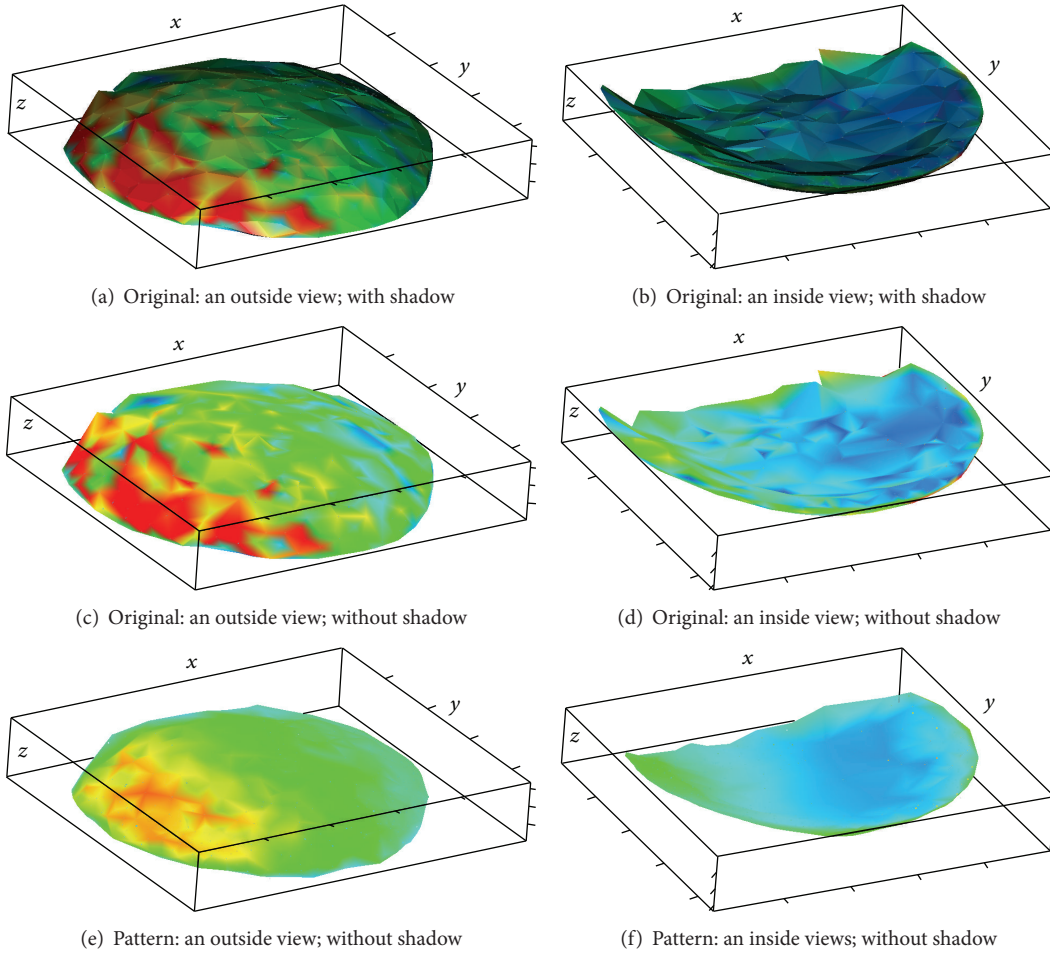 x
y
z
x
y
z
(a) Original: an outside view; with shadow
(b) Original: an inside view; with shadow
x
y
z
x
y
z
(c) Original: an outside view; without shadow
(d) Original: an inside view; without shadow
x
y
z
x
y
z
(e) Pattern: an outside view; without shadow
(f) Pattern: an inside views; without shadow